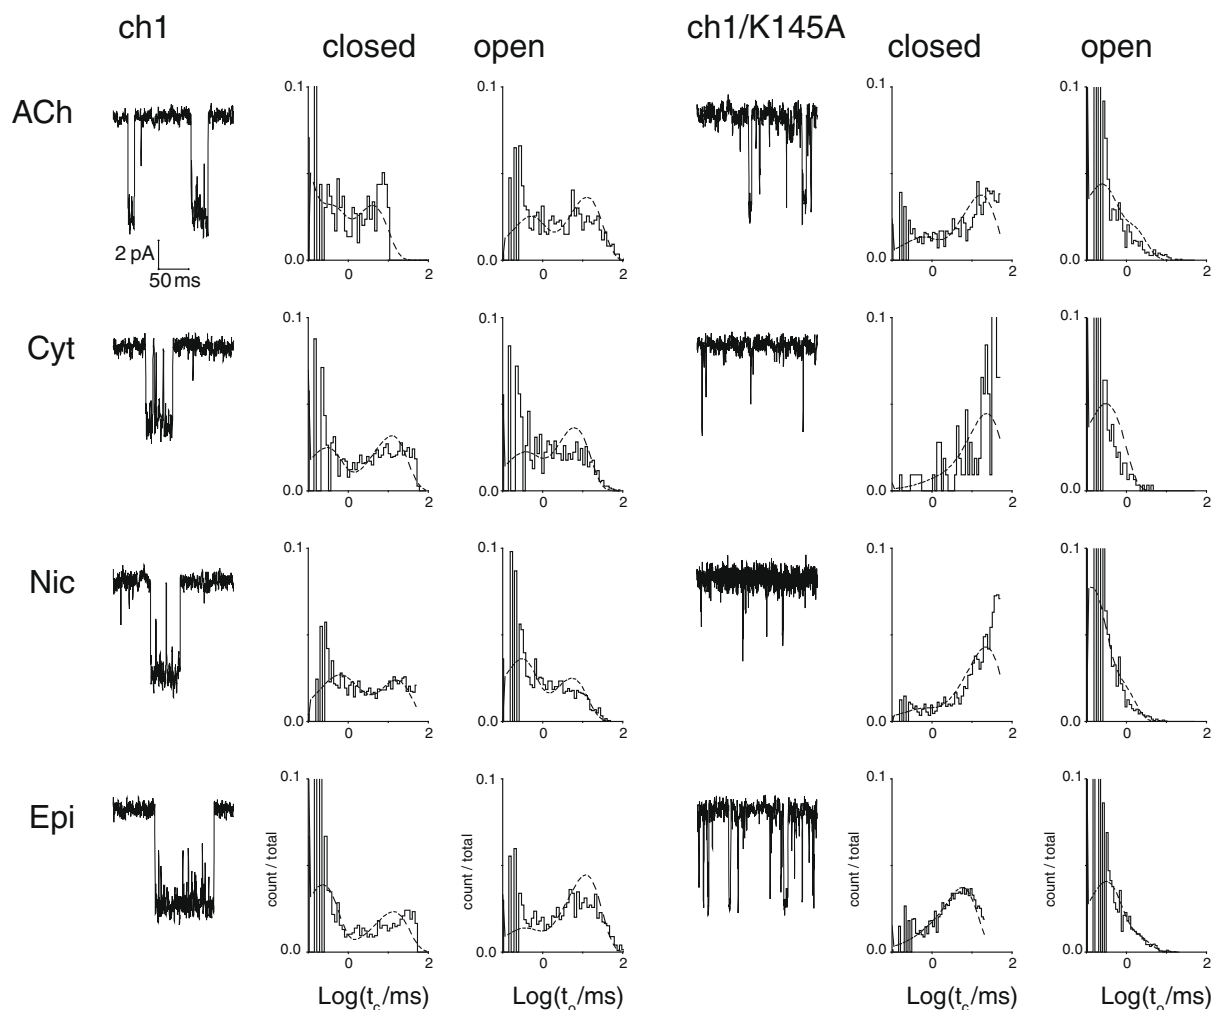 ch1 closed open ch1/K145A closed open
ACh
0.1 0.1 0.1 0.1
2 pA
50 ms
0.0 0.0 0.0 0.0
0 2 0 2 0 2 0 2
Cyt
0.1 0.1 0.1 0.1
0.0 0.0 0.0 0.0
0 2 0 2 0 2 0 2
Nic
0.1 0.1 0.1 0.1
0.0 0.0 0.0 0.0
0 2 0 2 0 2 0 2
Epi
0.1 0.1 0.1 0.1
count / total count / total count / total count / total
0.0 0.0 0.0 0.0
0 2 0 2 0 2 0 2
Log(tc/ms) Log(to/ms) Log(tc/ms) Log(to/ms)